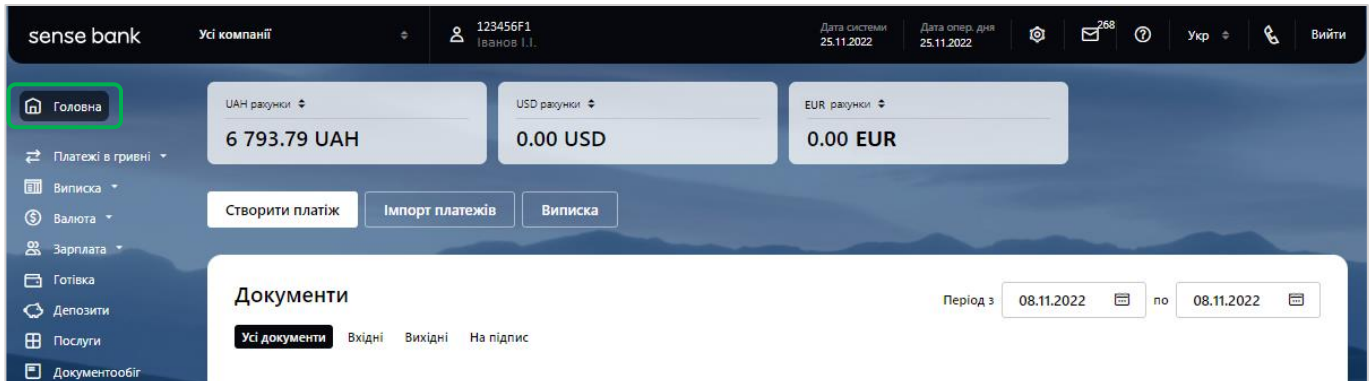 sense bank
Усі компанії
123456F1
Іванов І.І.
Дата системи
25.11.2022
Дата опер. дня
25.11.2022
268
Укр
Вийти
Головна
Платежі в гривні
Виписка
Валюта
Зарплата
Готівка
Депозити
Послуги
Документообіг
UAH рахунки
6 793.79 UAH
USD рахунки
0.00 USD
EUR рахунки
0.00 EUR
Створити платіж
Імпорт платежів
Виписка
Документи
Період з 08.11.2022 по 08.11.2022
Усі документи Вхідні Вихідні На підпис